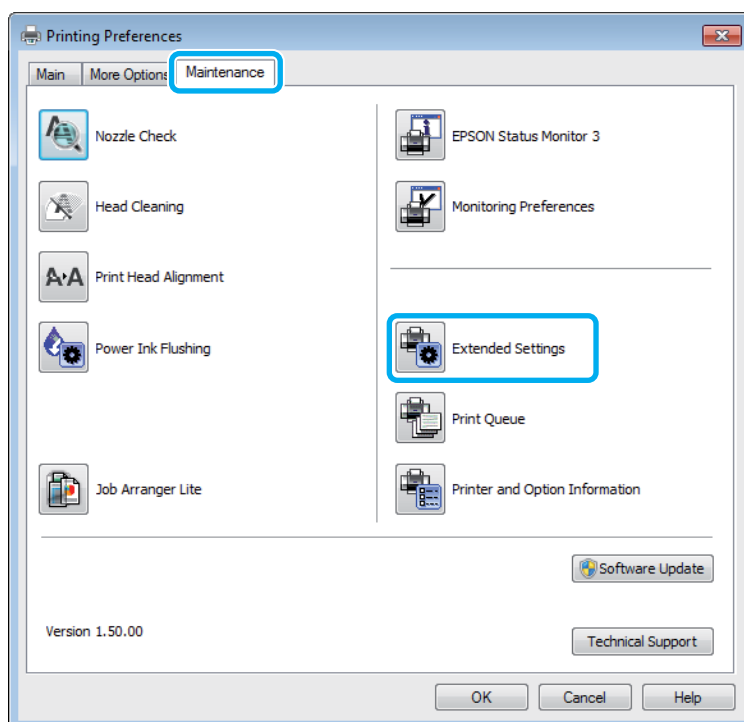 Printing Preferences
Main
More Options
Maintenance
Nozzle Check
Head Cleaning
A A
Print Head Alignment
Power Ink Flushing
Job Arranger Lite
EPSON Status Monitor 3
Monitoring Preferences
Extended Settings
Print Queue
Printer and Option Information
Software Update
Version 1.50.00
Technical Support
OK
Cancel
Help